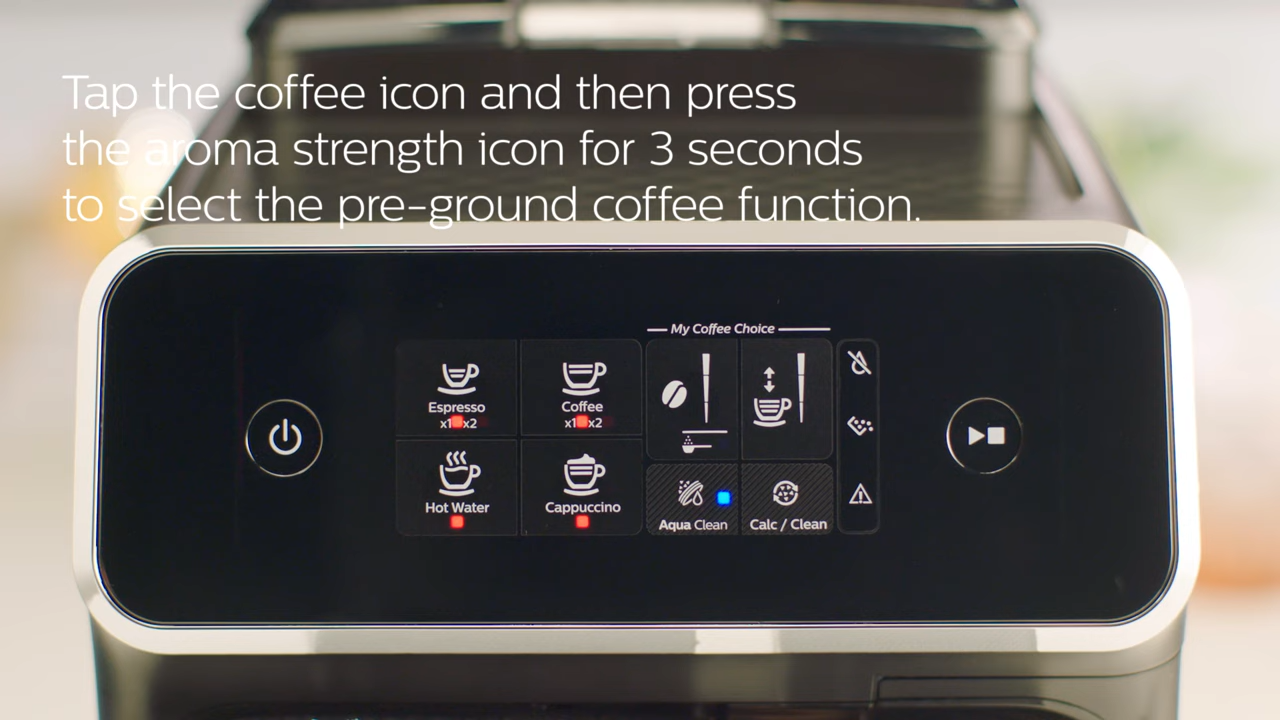 Tap the coffee icon and then press
the aroma strength icon for 3 seconds
to select the pre-ground coffee function.
My Coffee Choice
Espresso
x1 x2
Coffee
x1 x2
Hot Water
Cappuccino
Aqua Clean
Calc / Clean